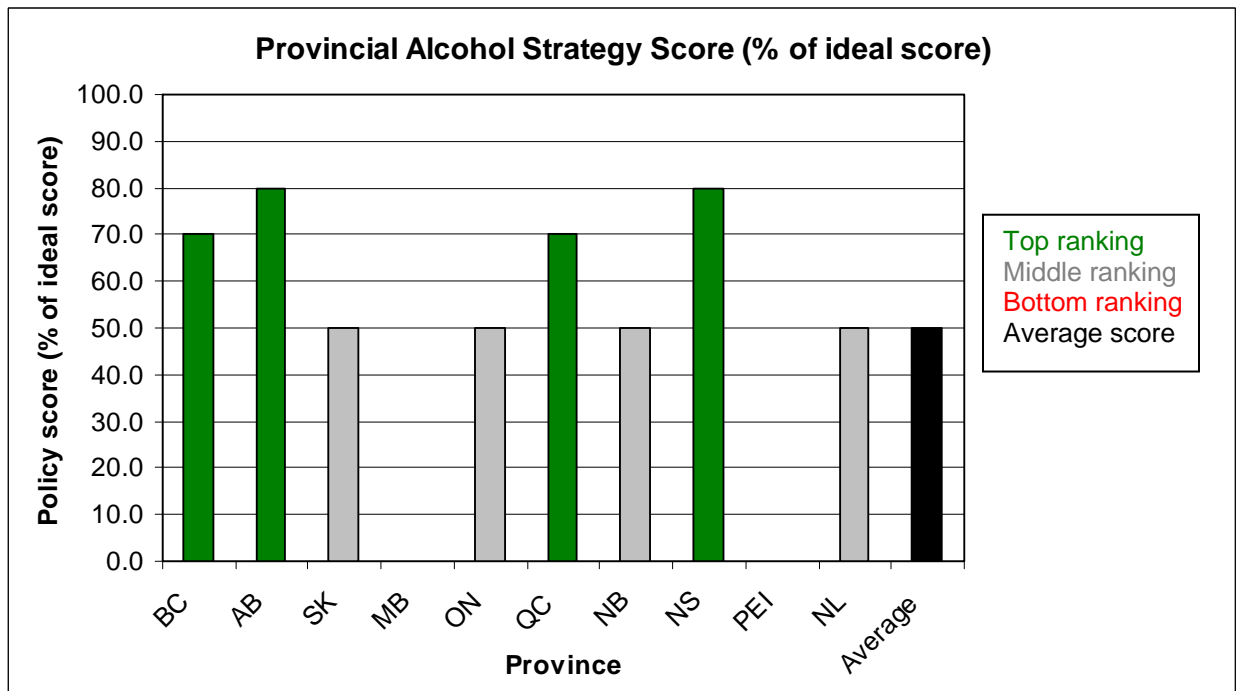 Provincial Alcohol Strategy Score (% of ideal score)
Policy score (% of ideal score)
100.0
90.0
80.0
70.0
60.0
50.0
40.0
30.0
20.0
10.0
0.0
BC
AB
SK
MB
ON
QC
NB
NS
PEI
NL
Average
Province
Top ranking
Middle ranking
Bottom ranking
Average score